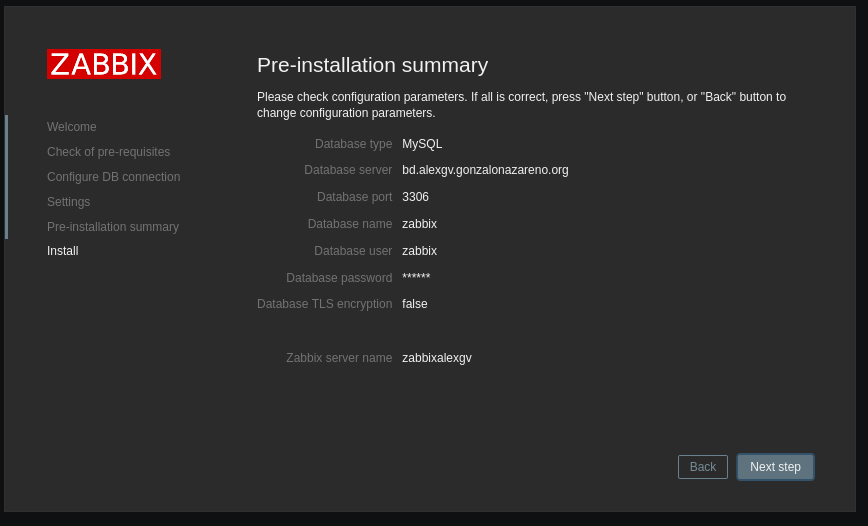 ZABBIX
Welcome
Check of pre-requisites
Configure DB connection
Settings
Pre-installation summary
Install
Pre-installation summary
Please check configuration parameters. If all is correct, press "Next step" button, or "Back" button to
change configuration parameters.
Database type MySQL
Database server bd.alexgv.gonzalonazareno.org
Database port 3306
Database name zabbix
Database user zabbix
Database password ******
Database TLS encryption false
Zabbix server name zabbixalexgv
Back Next step